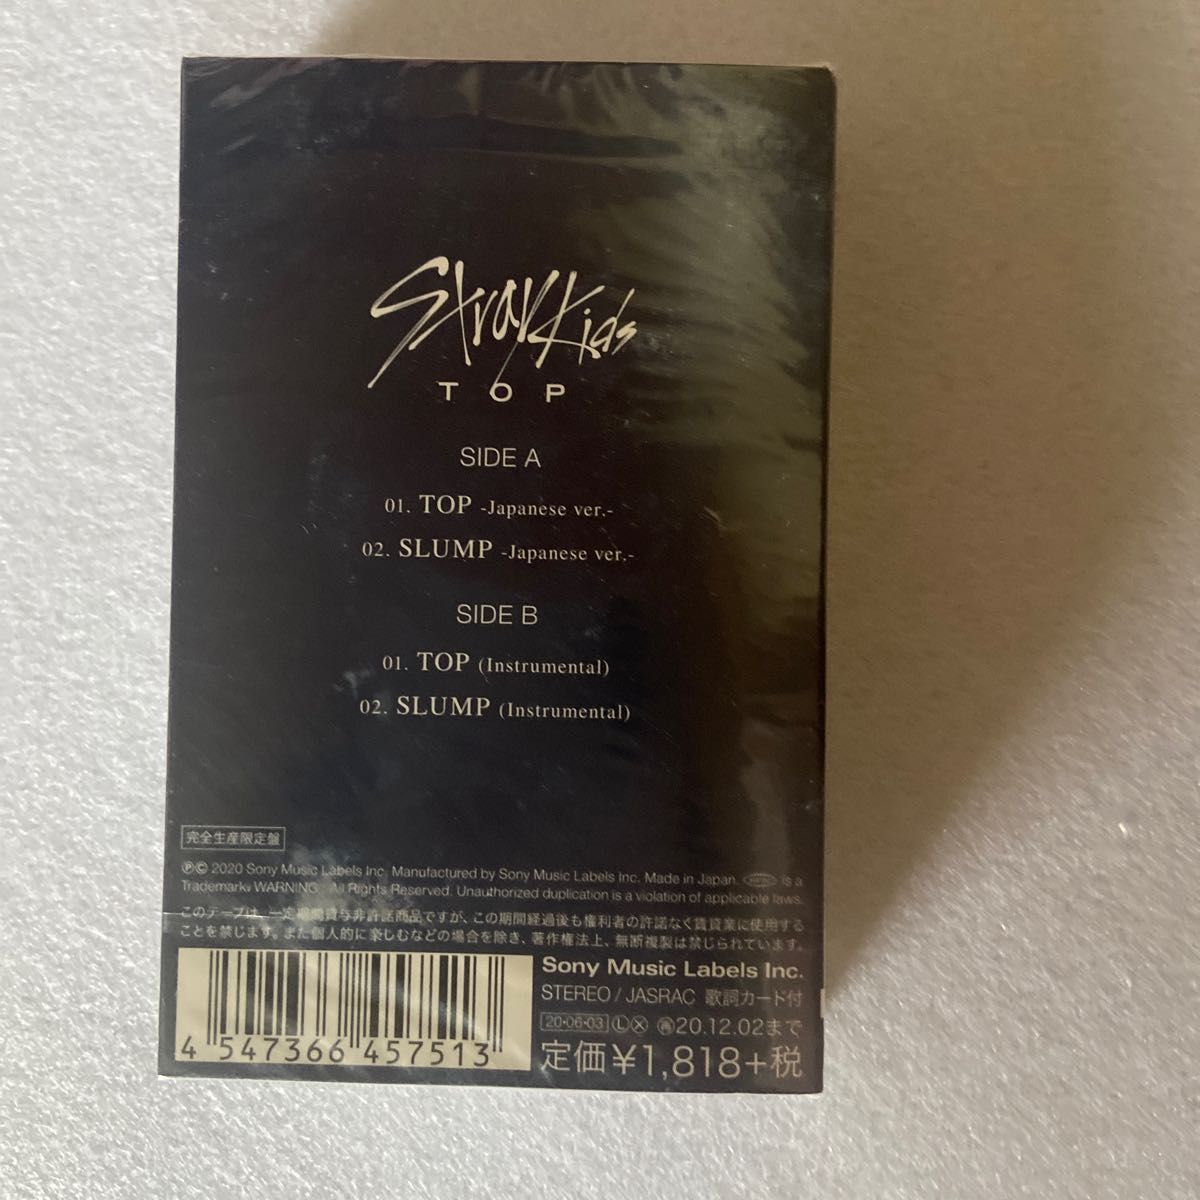 Stray Kids
TOP
SIDE A
01. TOP -Japanese ver.-
02. SLUMP -Japanese ver.-
SIDE B
01. TOP (Instrumental)
02. SLUMP (Instrumental)
完全生産限定盤
Ⓟ© 2020 Sony Music Labels Inc. Manufactured by Sony Music Labels Inc. Made in Japan. is a
Trademark. WARNING: All Rights Reserved. Unauthorized duplication is a violation of applicable laws.
このテープは、一定期間貸与非許諾商品ですが、この期間経過後も権利者の許諾なく賃貸業に使用する
ことを禁じます。また個人的に楽しむなどの場合を除き、著作権法上、無断複製は禁じられています。
Sony Music Labels Inc.
STEREO / JASRAC 歌詞カード付
20・06・03 Ⓛ Ⓧ 再20.12.02まで
定価¥1,818+税
4 547366 457513